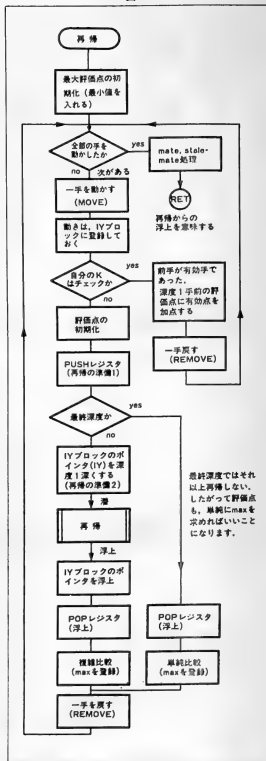 再帰
最大評価点の初
期化（最小値を
入れる）
全部の手を
動かしたか
yes
no
次がある
mate, stale-
mate処理
RET
再帰からの
浮上を意味する
一手を動かす
(MOVE)
動きは，IYブロ
ックに登録して
おく
自分のK
はチェックか
yes
no
前手が有効手で
あった，
深度1手前の評
価点に有効点を
加点する
一手戻す
(REMOVE)
評価点の
初期化
PUSHレジスタ
(再帰の準備1)
最終深度か
yes
no
IYブロックのポ
インタ(IY)を深
度1深くする
(再帰の準備2)
潜
再帰
浮上
IYブロックのポ
インタを浮上
POPレジスタ
(浮上)
複雑比較
(maxを登録)
一手を戻す
(REMOVE)
最終深度ではそれ
以上再帰しない．
したがって評価点
も，単純にmaxを
求めればいいこと
になります．
POPレジスタ
(浮上)
単純比較
(maxを登録)